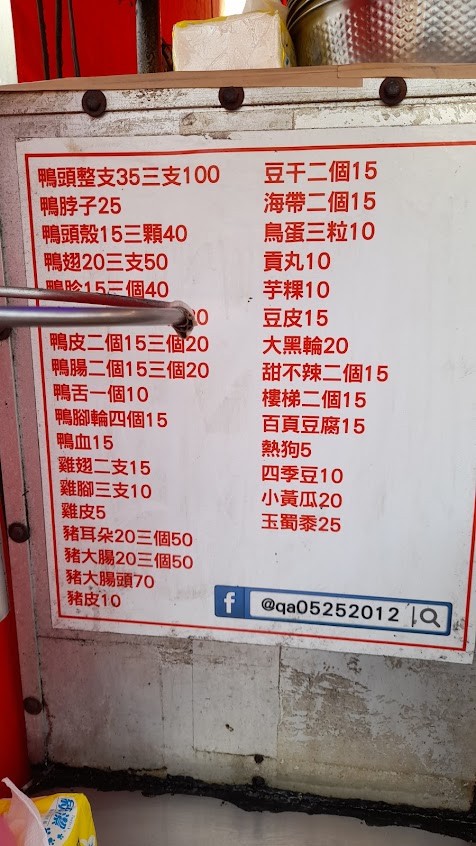 鴨頭整支35三支100
鴨脖子25
鴨頭殼15三顆40
鴨翅20三支50
鴨胗15三個40
鴨皮二個15三個20
鴨腸二個15三個20
鴨舌一個10
鴨腳輪四個15
鴨血15
雞翅二支15
雞腳三支10
雞皮5
豬耳朵20三個50
豬大腸20三個50
豬大腸頭70
豬皮10
豆干二個15
海帶二個15
鳥蛋三粒10
貢丸10
芋粿10
豆皮15
大黑輪20
甜不辣二個15
樓梯二個15
百頁豆腐15
熱狗5
四季豆10
小黃瓜20
玉蜀黍25
f @qa05252012